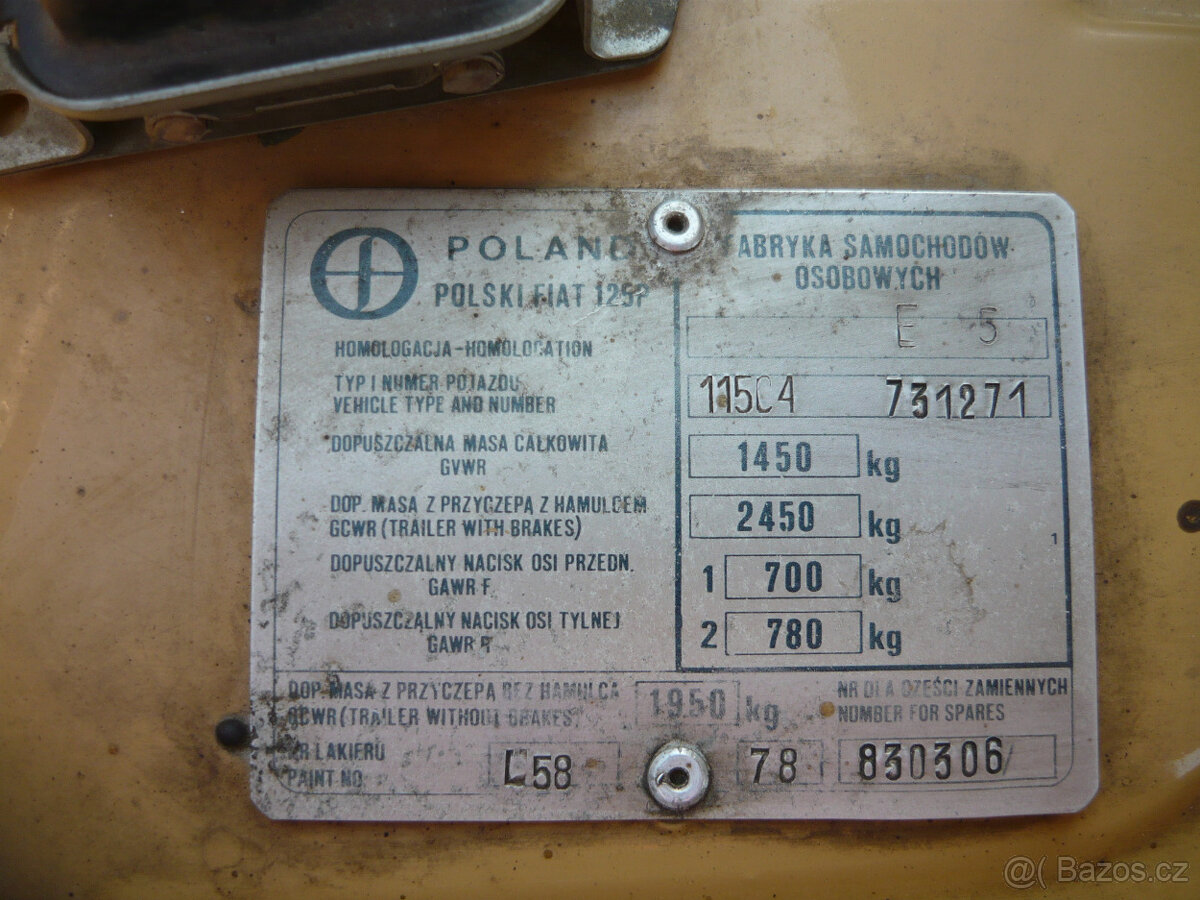 POLAND
POLSKI FIAT 125P
FABRYKA SAMOCHODÓW
OSOBOWYCH
HOMOLOGACJA-HOMOLOGATION
E 5
TYP I NUMER POJAZDU
VEHICLE TYPE AND NUMBER
115C4 731271
DOPUSZCZALNA MASA CAŁKOWITA
GVWR
1450 kg
DOP. MASA Z PRZYCZEPĄ Z HAMULCEM
GCWR (TRAILER WITH BRAKES)
2450 kg
1
DOPUSZCZALNY NACISK OSI PRZEDN.
GAWR F.
1 700 kg
DOPUSZCZALNY NACISK OSI TYLNEJ
GAWR R
2 780 kg
DOP. MASA Z PRZYCZEPĄ BEZ HAMULCA
GCWR (TRAILER WITHOUT BRAKES)
1950 kg
NR DLA CZĘŚCI ZAMIENNYCH
NUMBER FOR SPARES
NR LAKIERU
PAINT NO.
L58 78 830306
@( Bazos.cz